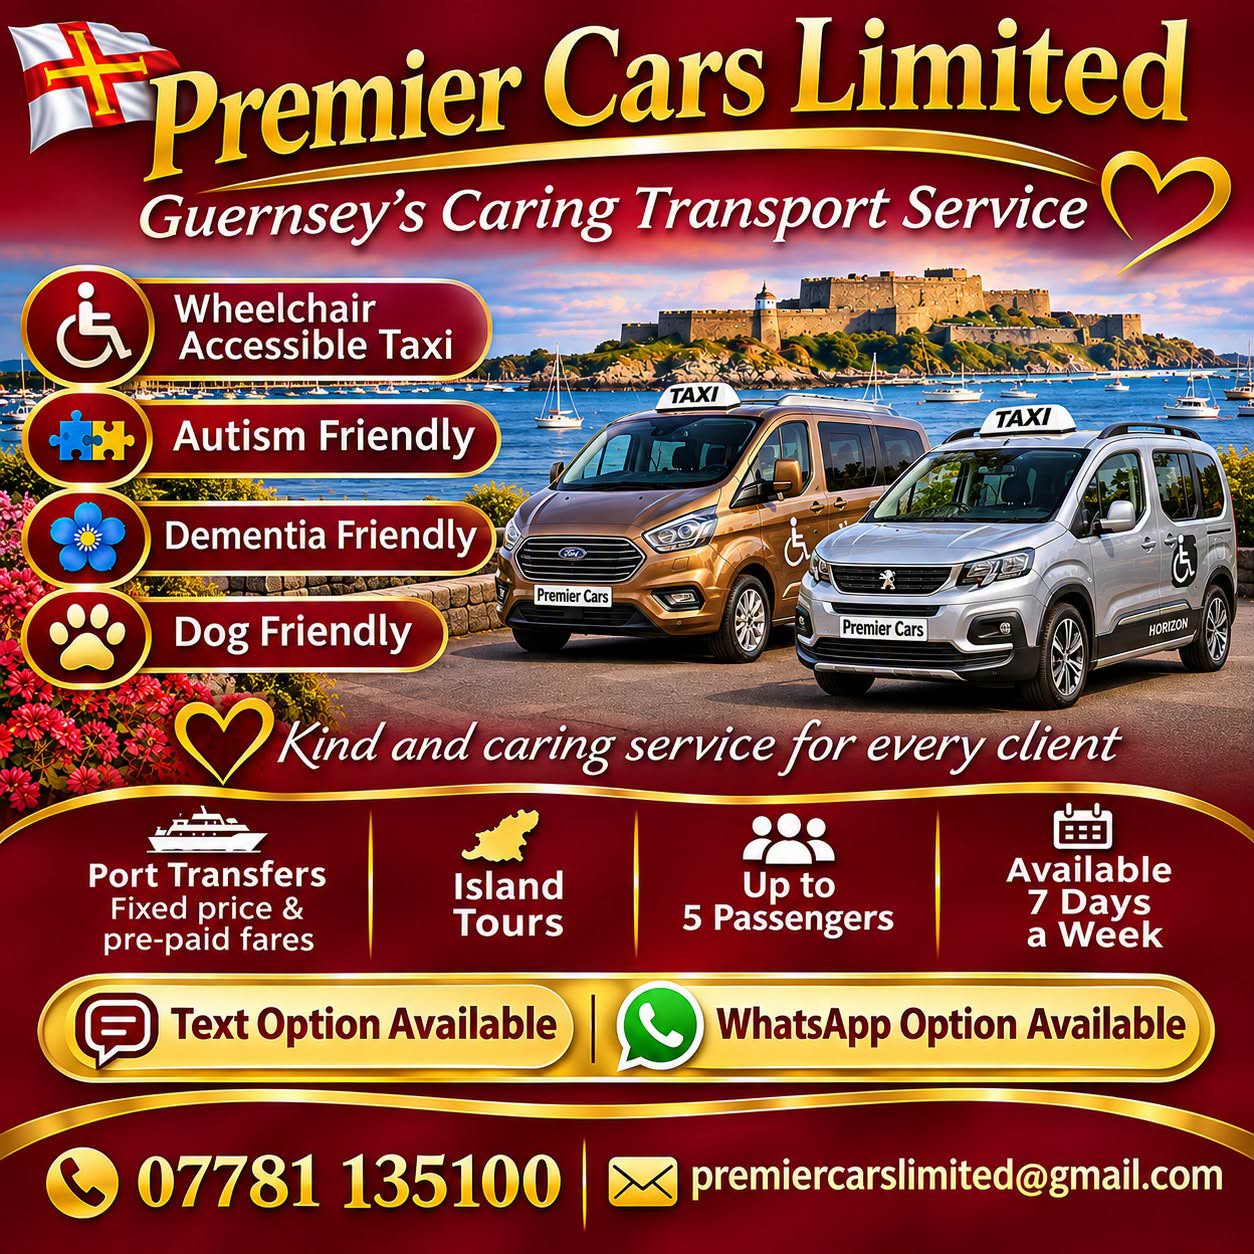 Premier Cars Limited
Guernsey's Caring Transport Service
Wheelchair
Accessible Taxi
Autism Friendly
Dementia Friendly
Dog Friendly
TAXI
TAXI
Ford
Premier Cars
Premier Cars
HORIZON
Kind and caring service for every client
Port Transfers
Fixed price &
pre-paid fares
Island
Tours
Up to
5 Passengers
Available
7 Days
a Week
Text Option Available
WhatsApp Option Available
07781 135100
premiercarslimited@gmail.com